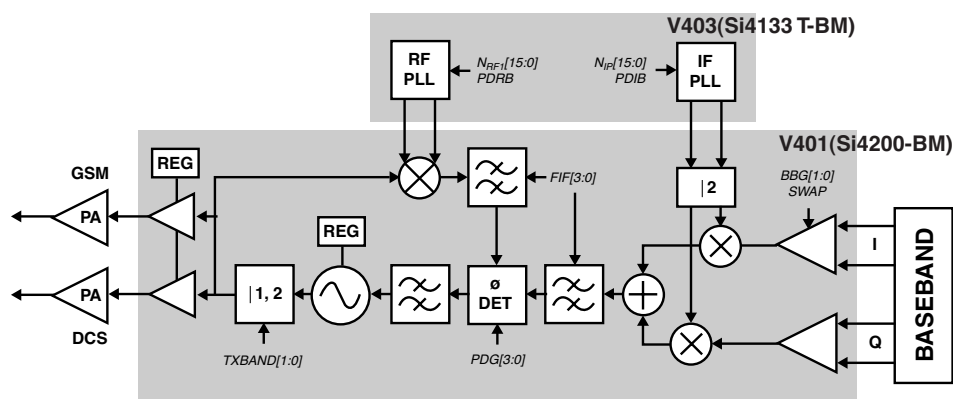 V403(Si4133 T-BM)
RF
PLL
N_RF1[15:0]
PDRB
N_IP[15:0]
PDIB
IF
PLL
V401(Si4200-BM)
GSM
REG
FIF[3:0]
|2
BBG[1:0]
SWAP
PA
I
BASEBAND
REG
PA
DCS
|1, 2
ø
DET
Q
TXBAND[1:0]
PDG[3:0]